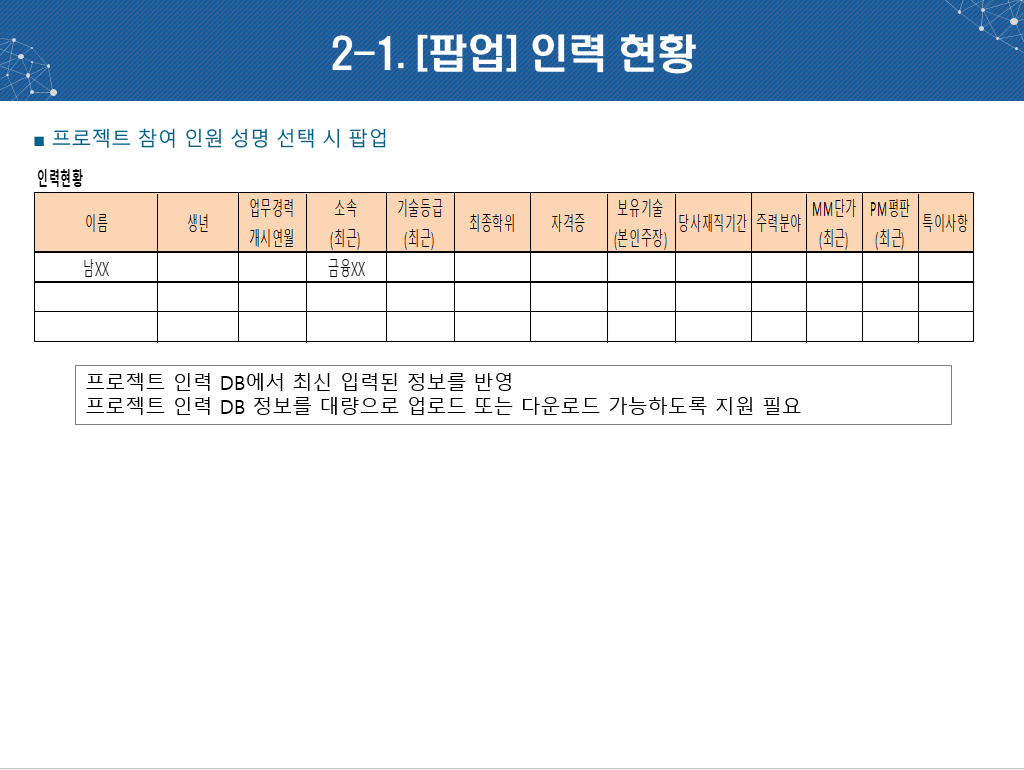 2-1. [팝업] 인력 현황
■ 프로젝트 참여 인원 성명 선택 시 팝업
인력현황
이름 생년 업무경력 개시연월 소속 (최근) 기술등급 (최근) 최종학위 자격증 보유기술 (본인주장) 당사재직기간 주력분야 MM단가 (최근) PM평판 (최근) 특이사항
남XX 금융XX
프로젝트 인력 DB에서 최신 입력된 정보를 반영
프로젝트 인력 DB 정보를 대량으로 업로드 또는 다운로드 가능하도록 지원 필요